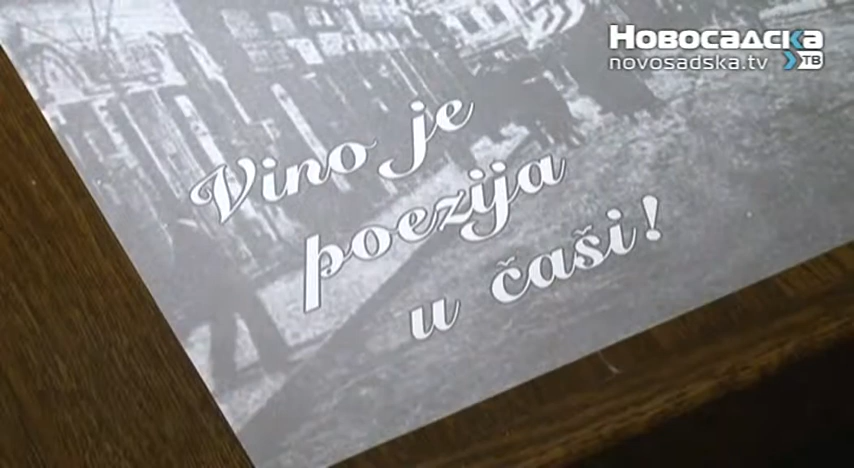 Новосадска
novosadska.tv
ТВ
Vino je
poezija
u čaši!